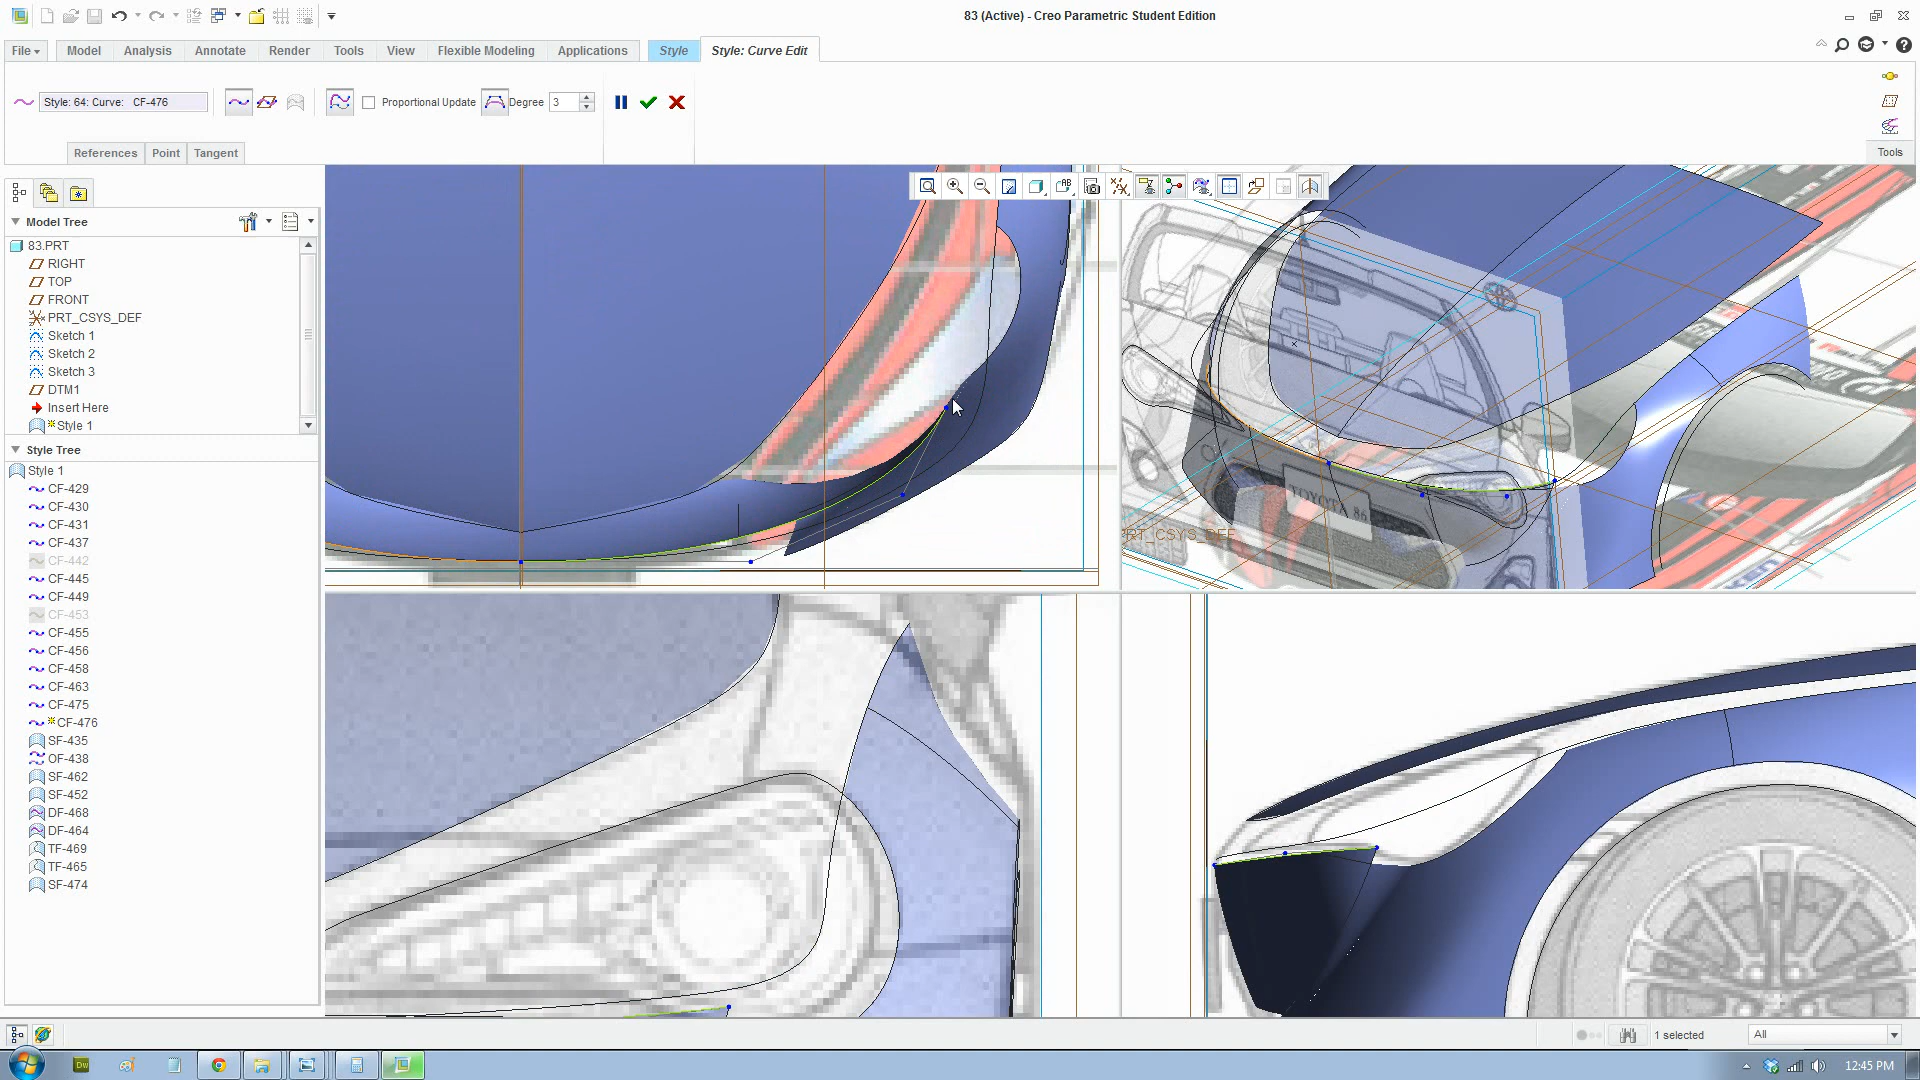 83 (Active) - Creo Parametric Student Edition
File Model Analysis Annotate Render Tools View Flexible Modeling Applications Style Style: Curve Edit
Style: 64: Curve: CF-476
Proportional Update
Degree 3
References Point Tangent
Tools
Model Tree
83.PRT
RIGHT
TOP
FRONT
PRT_CSYS_DEF
Sketch 1
Sketch 2
Sketch 3
DTM1
Insert Here
Style 1
Style Tree
Style 1
CF-429
CF-430
CF-431
CF-437
CF-442
CF-445
CF-449
CF-453
CF-455
CF-456
CF-458
CF-463
CF-475
CF-476
SF-435
OF-438
SF-462
SF-452
DF-468
DF-464
TF-469
TF-465
SF-474
TOYOTA 86
PRT_CSYS_DEF
1 selected
All
Dw
12:45 PM